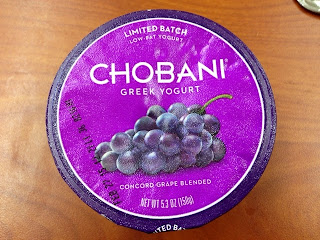 LIMITED BATCH
LOW-FAT YOGURT
CHOBANI
GREEK YOGURT
CONCORD GRAPE BLENDED
NET WT 5.3 OZ (150g)
LIMITED BATCH